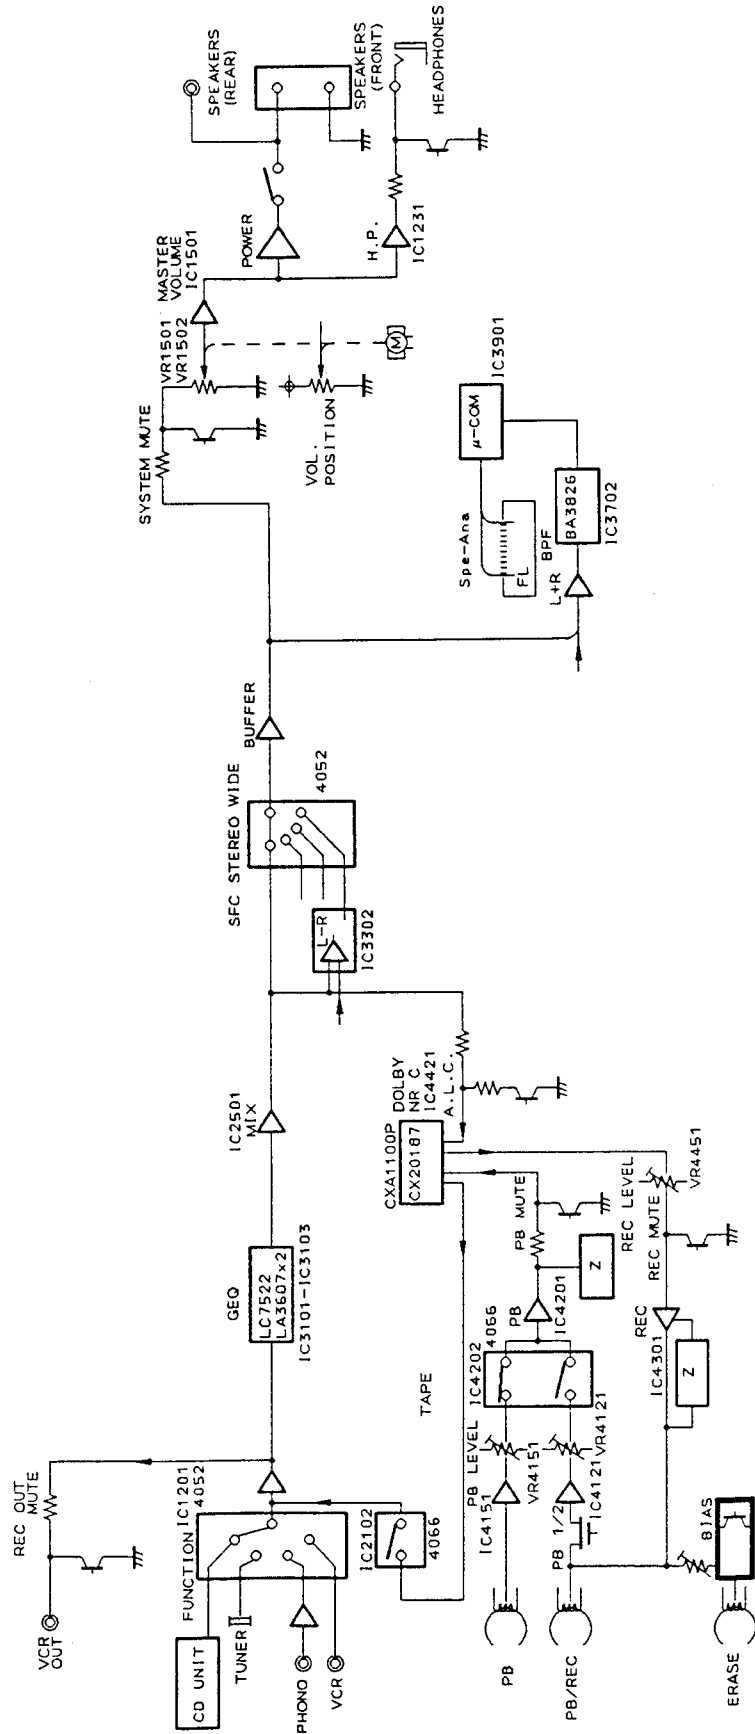 VCR
OUT
REC OUT
MUTE
CD UNIT
TUNER
PHONO
VCR
FUNCTION
IC1201
4052
IC2102
4066
GEQ
LC7522
LA3607×2
IC3101-IC3103
IC2501
MIX
SFC STEREO WIDE
4052
L-R
IC3302
BUFFER
SYSTEM MUTE
VR1501
VR1502
MASTER
VOLUME
IC1501
VOL.
POSITION
M
POWER
SPEAKERS
(REAR)
SPEAKERS
(FRONT)
H.P.
IC1231
HEADPHONES
Spe-Ana
FL
μ-COM
IC3901
L+R
BPF
BA3826
IC3702
TAPE
CXA1100P
CX20187
DOLBY
NR C
IC4421
A.L.C.
PB
IC4151
PB LEVEL
VR4151
IC4202
4066
PB
IC4201
PB MUTE
Z
PB/REC
PB 1/2
IC4121
VR4121
REC LEVEL
VR4451
REC MUTE
REC
IC4301
Z
ERASE
BIAS